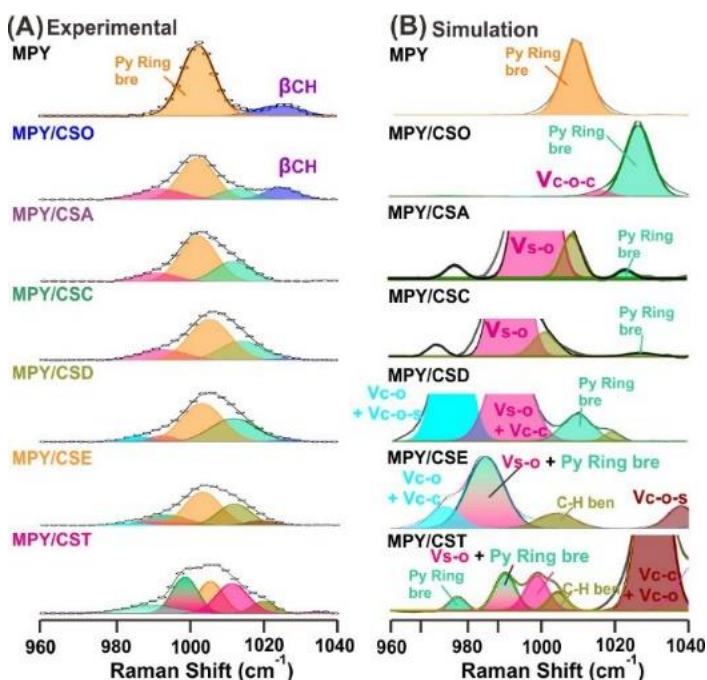 (A) Experimental
MPY
Py Ring
bre
βCH
MPY/CSO
βCH
MPY/CSA
MPY/CSC
MPY/CSD
MPY/CSE
MPY/CST
960 980 1000 1020 1040
Raman Shift (cm-1)
(B) Simulation
MPY
Py Ring
bre
MPY/CSO
Py Ring
bre
Vc-o-c
MPY/CSA
Vs-o
Py Ring
bre
MPY/CSC
Vs-o
Py Ring
bre
MPY/CSD
Vc-o
+ Vc-o-s
Vs-o
+ Vc-c
Py Ring
bre
MPY/CSE
Vs-o + Py Ring bre
Vc-o
+ Vc-c
C-H ben
Vc-o-s
MPY/CST
Vs-o + Py Ring bre
Py Ring
bre
C-H ben
Vc-c
+ Vc-o
960 980 1000 1020 1040
Raman Shift (cm-1)